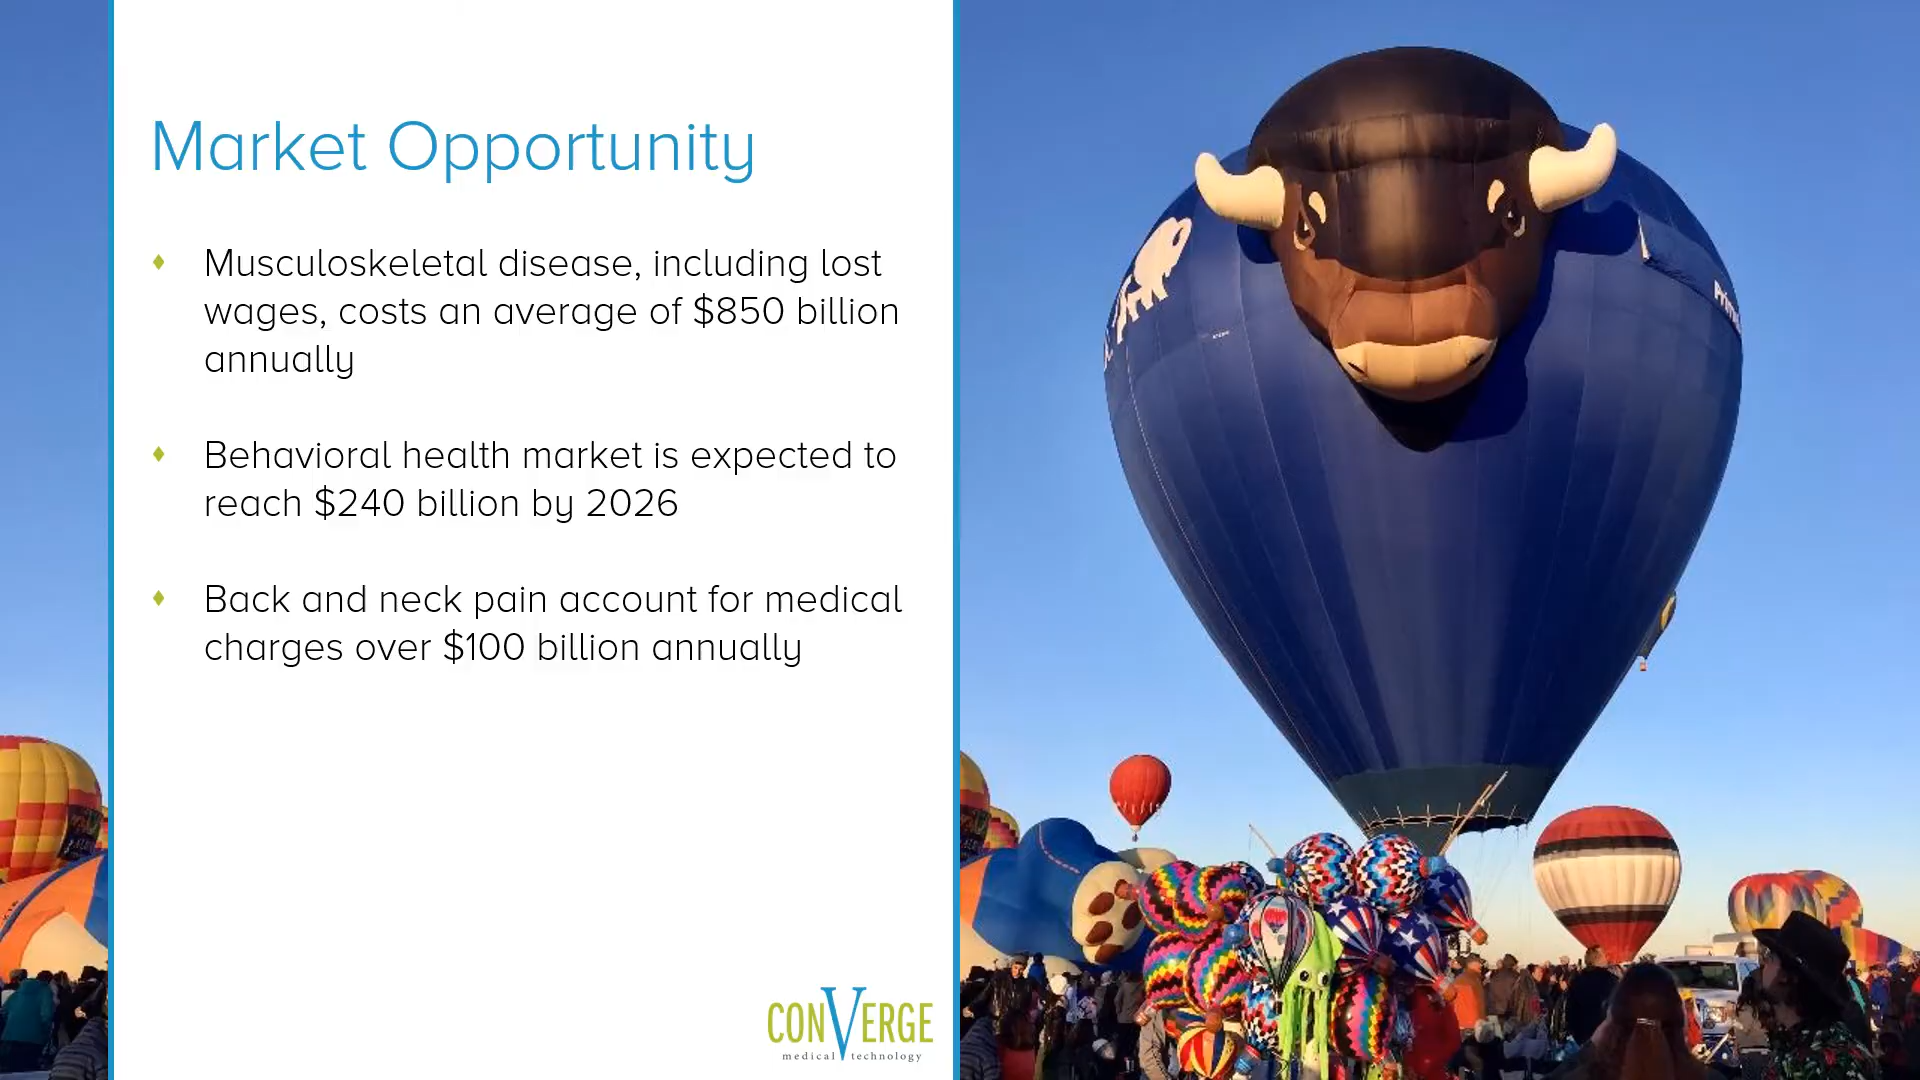 Market Opportunity
Musculoskeletal disease, including lost
wages, costs an average of $850 billion
annually
Behavioral health market is expected to
reach $240 billion by 2026
Back and neck pain account for medical
charges over $100 billion annually
CONVERGE
medical technology